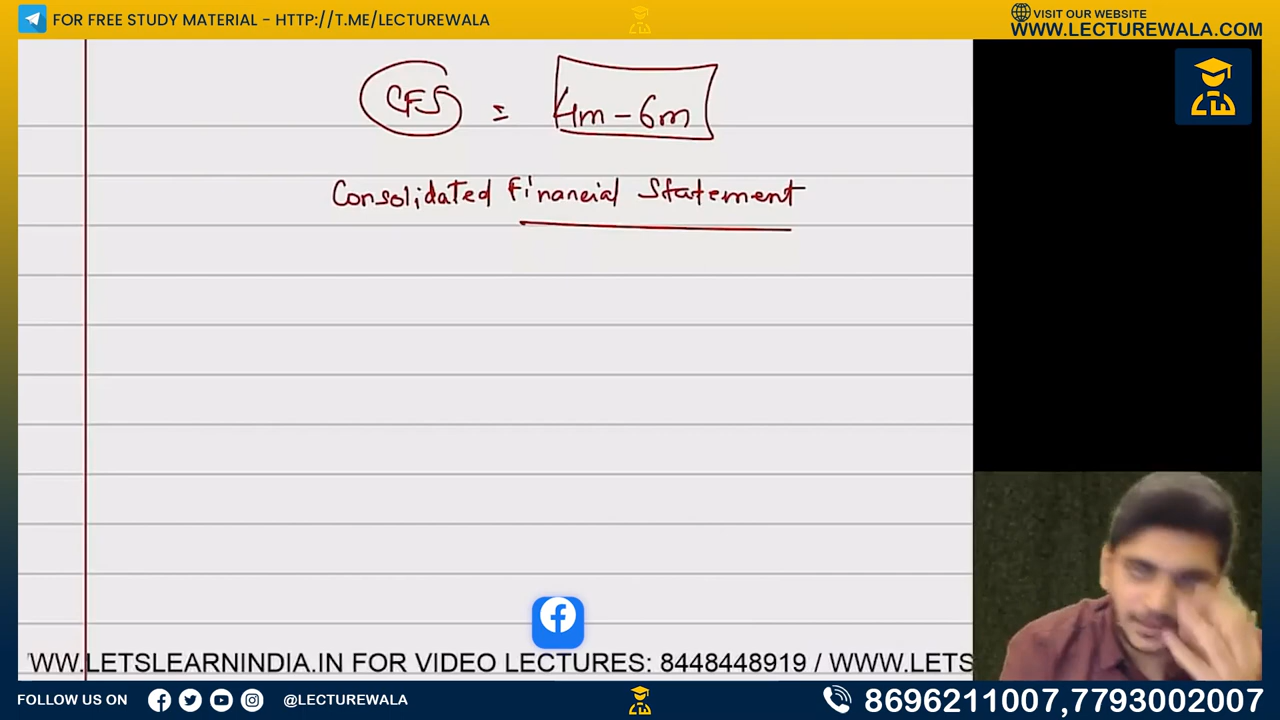 FOR FREE STUDY MATERIAL - HTTP://T.ME/LECTUREWALA
VISIT OUR WEBSITE
WWW.LECTUREWALA.COM
CFS = 4m - 6m
Consolidated Financial Statement
WW.LETSLEARNINDIA.IN FOR VIDEO LECTURES: 8448448919 / WWW.LETS
FOLLOW US ON
@LECTUREWALA
8696211007,7793002007